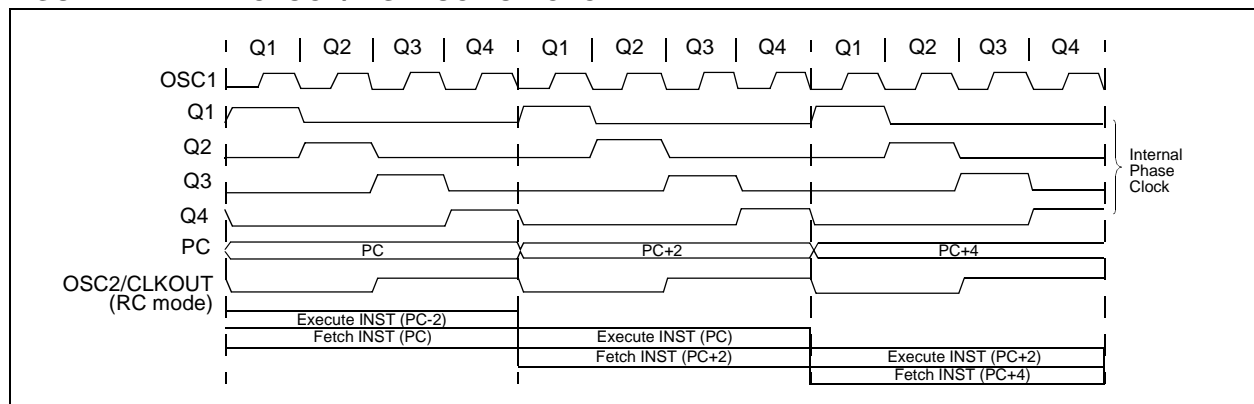 Q1 Q2 Q3 Q4 Q1 Q2 Q3 Q4 Q1 Q2 Q3 Q4
OSC1
Q1
Q2
Q3
Q4
PC
PC PC+2 PC+4
OSC2/CLKOUT
(RC mode)
Internal
Phase
Clock
Execute INST (PC-2)
Fetch INST (PC) Execute INST (PC)
Fetch INST (PC+2) Execute INST (PC+2)
Fetch INST (PC+4)